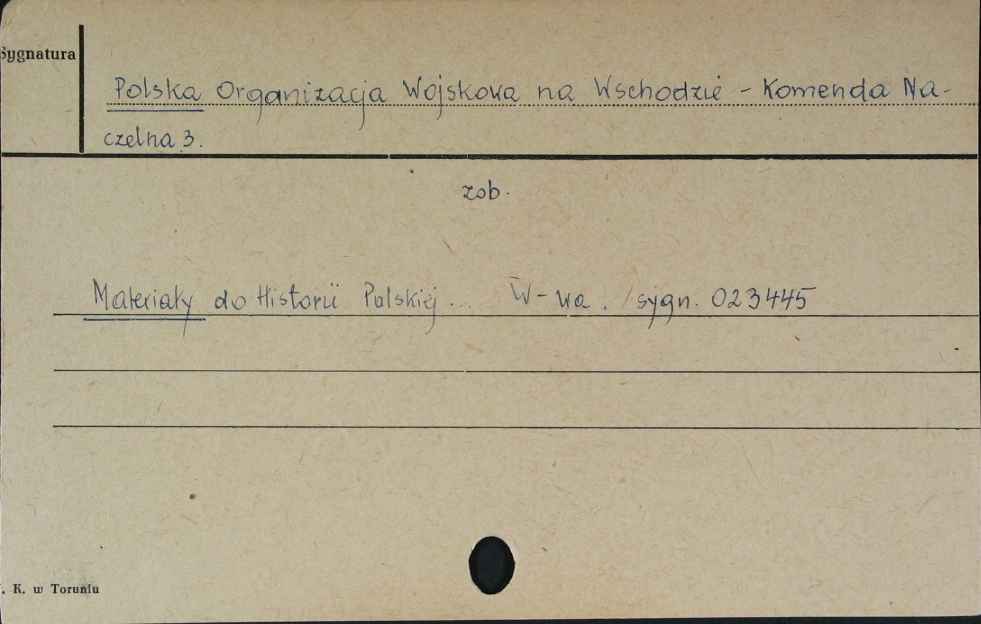 Sygnatura
Polska Organizacja Wojskowa na Wschodzie - Komenda Na-
czelna 3.
zob.
Materiały do Historii Polskiej ... W-wa. /sygn. 023445
. K. w Toruniu